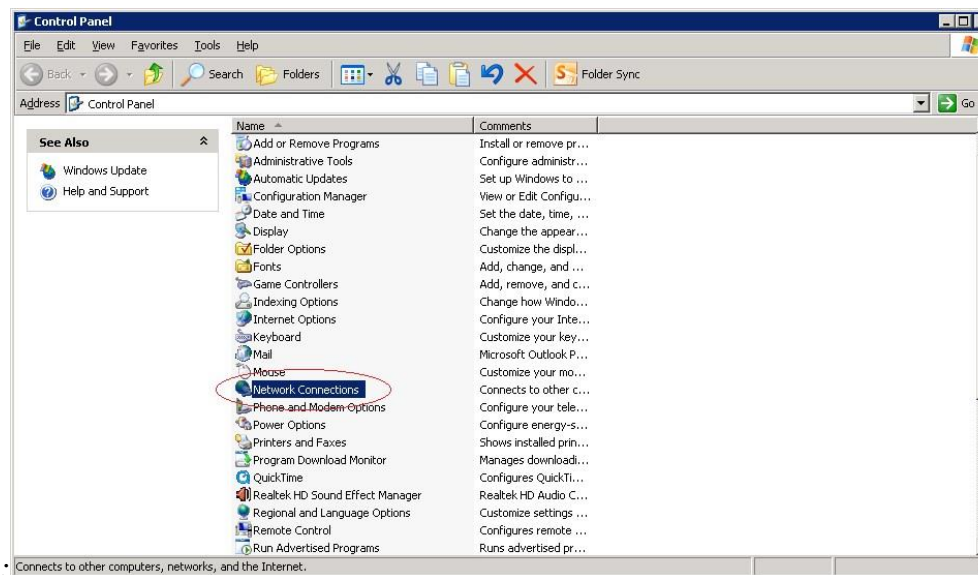 Control Panel
File Edit View Favorites Tools Help
Back Search Folders Folder Sync
Address Control Panel Go
See Also
Windows Update
Help and Support
Name Comments
Add or Remove Programs Install or remove pr...
Administrative Tools Configure administr...
Automatic Updates Set up Windows to ...
Configuration Manager View or Edit Configu...
Date and Time Set the date, time, ...
Display Change the appear...
Folder Options Customize the displ...
Fonts Add, change, and ...
Game Controllers Add, remove, and c...
Indexing Options Change how Windo...
Internet Options Configure your Inte...
Keyboard Customize your key...
Mail Microsoft Outlook P...
Mouse Customize your mo...
Network Connections Connects to other c...
Phone and Modem Options Configure your tele...
Power Options Configure energy-s...
Printers and Faxes Shows installed prin...
Program Download Monitor Manages downloadi...
QuickTime Configures QuickTi...
Realtek HD Sound Effect Manager Realtek HD Audio C...
Regional and Language Options Customize settings ...
Remote Control Configures remote ...
Run Advertised Programs Runs advertised pr...
Connects to other computers, networks, and the Internet.